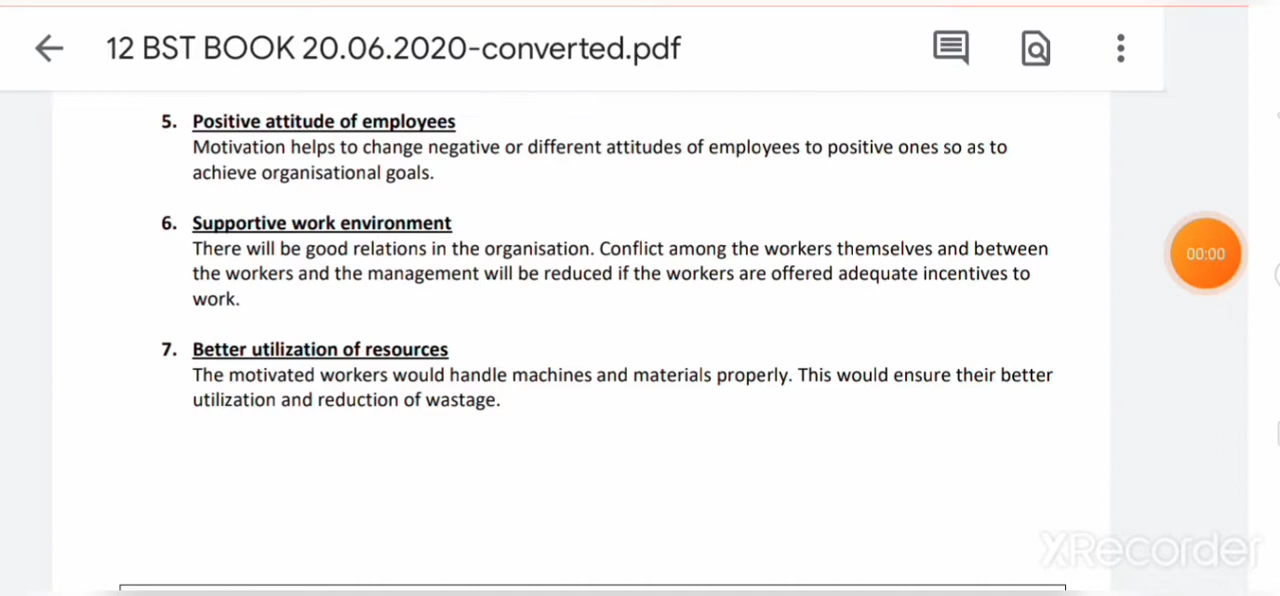 12 BST BOOK 20.06.2020-converted.pdf
5. Positive attitude of employees
Motivation helps to change negative or different attitudes of employees to positive ones so as to
achieve organisational goals.
6. Supportive work environment
There will be good relations in the organisation. Conflict among the workers themselves and between
the workers and the management will be reduced if the workers are offered adequate incentives to
work.
00:00
7. Better utilization of resources
The motivated workers would handle machines and materials properly. This would ensure their better
utilization and reduction of wastage.
XRecorder